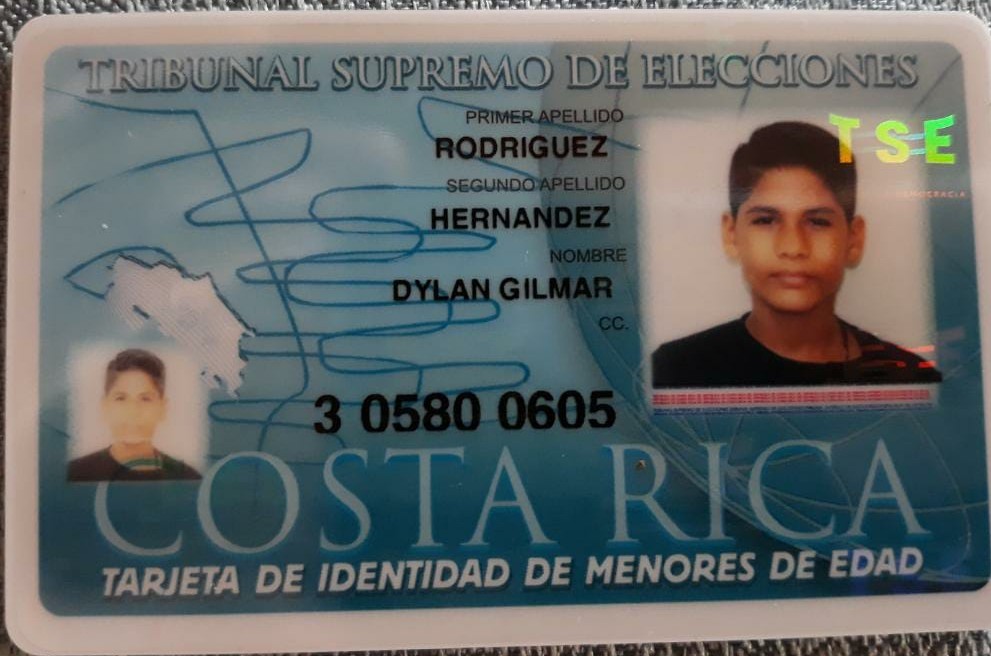 TRIBUNAL SUPREMO DE ELECCIONES
PRIMER APELLIDO
RODRIGUEZ
TSE
SEGUNDO APELLIDO
HERNANDEZ
NOMBRE
DYLAN GILMAR
CC.
3 0580 0605
COSTA RICA
TARJETA DE IDENTIDAD DE MENORES DE EDAD